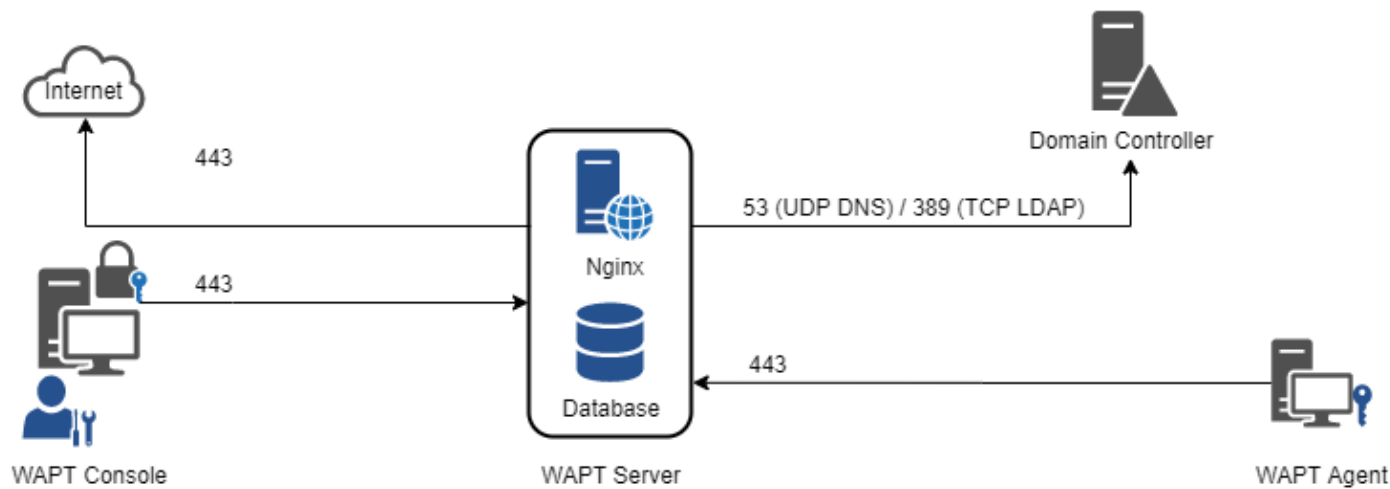 Internet
Domain Controller
443
53 (UDP DNS) / 389 (TCP LDAP)
Nginx
443
443
Database
WAPT Console
WAPT Server
WAPT Agent